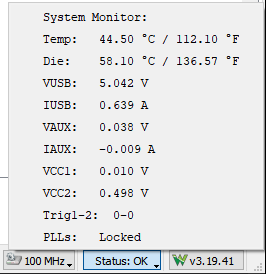 System Monitor:
Temp: 44.50 °C / 112.10 °F
Die: 58.10 °C / 136.57 °F
VUSB: 5.042 V
IUSB: 0.639 A
VAUX: 0.038 V
IAUX: -0.009 A
VCC1: 0.010 V
VCC2: 0.498 V
Trig1-2: 0-0
PLLs: Locked
100 MHz Status: OK v3.19.41